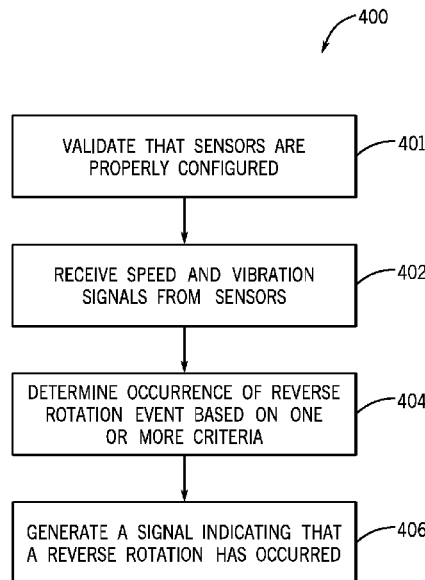 400
VALIDATE THAT SENSORS ARE
PROPERLY CONFIGURED
401
RECEIVE SPEED AND VIBRATION
SIGNALS FROM SENSORS
402
DETERMINE OCCURRENCE OF REVERSE
ROTATION EVENT BASED ON ONE
OR MORE CRITERIA
404
GENERATE A SIGNAL INDICATING THAT
A REVERSE ROTATION HAS OCCURRED
406